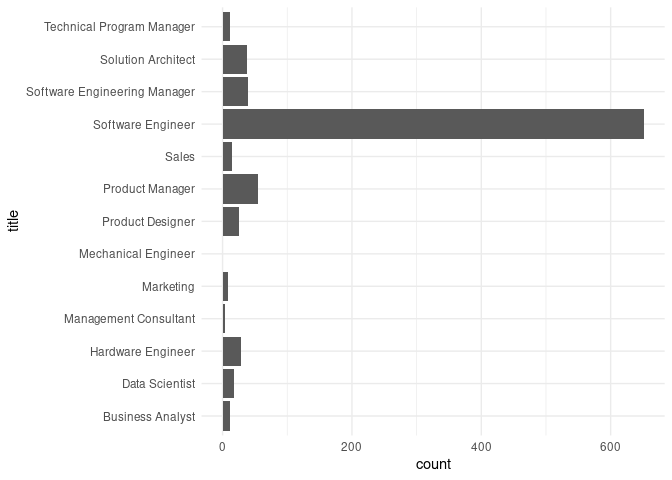 Technical Program Manager
Solution Architect
Software Engineering Manager
Software Engineer
Sales
Product Manager
Product Designer
Mechanical Engineer
Marketing
Management Consultant
Hardware Engineer
Data Scientist
Business Analyst
title
0 200 400 600
count